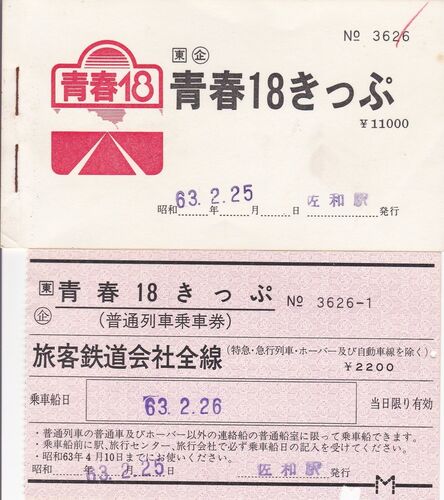 № 3626
東 企
青春18
青春18きっぷ
￥11000
63.2.25 佐和駅
昭和 年 月 日 発行
東 青春18きっぷ № 3626-1
企 (普通列車乗車券)
旅客鉄道会社全線 (特急・急行列車・ホーバー及び自動車線を除く)
￥2200
乗車船日 63.2.26 当日限り有効
・普通列車の普通車及びホーバー以外の連絡船の普通船室に限って乗車船できます。
・乗車船前に駅、旅行センター、旅行会社で必ず乗車船日の記入を受けてください。
・昭和63年4月10日までにお使いください。
昭和 63 年 2 月 25 日 佐和駅 発行
M